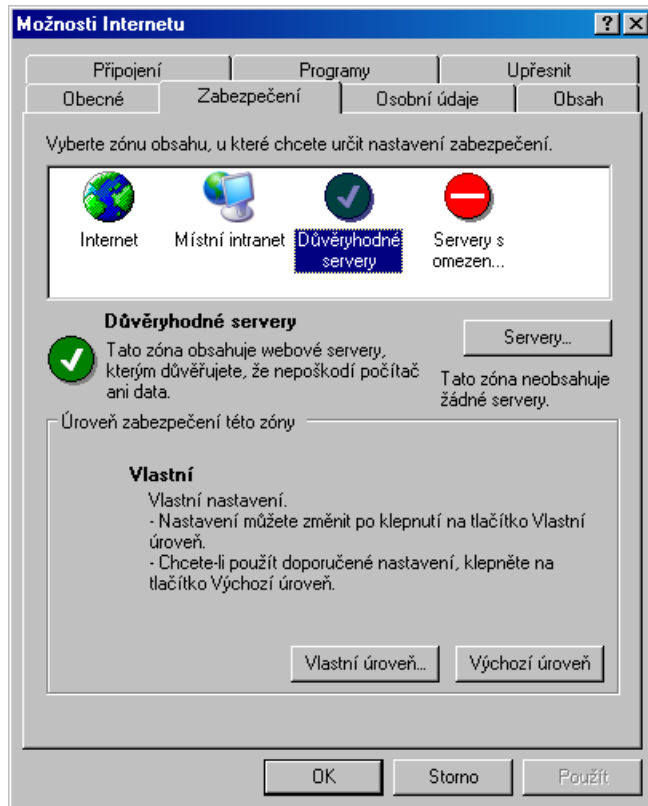 Možnosti Internetu
Připojení Programy Upřesnit
Obecné Zabezpečení Osobní údaje Obsah
Vyberte zónu obsahu, u které chcete určit nastavení zabezpečení.
Internet Místní intranet Důvěryhodné servery Servery s omezen...
Důvěryhodné servery
Tato zóna obsahuje webové servery,
kterým důvěřujete, že nepoškodí počítač
ani data.
Servery...
Tato zóna neobsahuje
žádné servery.
Úroveň zabezpečení této zóny
Vlastní
Vlastní nastavení.
- Nastavení můžete změnit po klepnutí na tlačítko Vlastní
úroveň.
- Chcete-li použít doporučené nastavení, klepněte na
tlačítko Výchozí úroveň.
Vlastní úroveň... Výchozí úroveň
OK Storno Použít